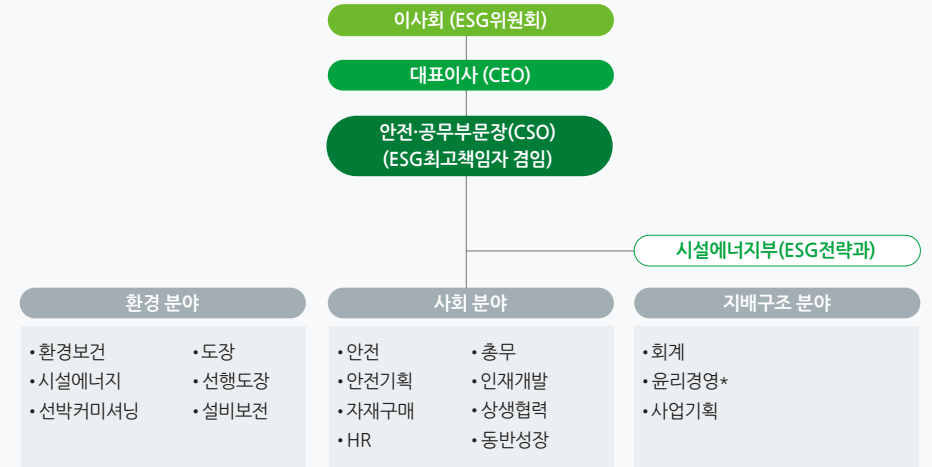 이사회 (ESG위원회)
대표이사 (CEO)
안전·공무부문장(CSO)
(ESG최고책임자 겸임)
시설에너지부(ESG전략과)
환경 분야
• 환경보건
• 시설에너지
• 선박커미셔닝
• 도장
• 선행도장
• 설비보전
사회 분야
• 안전
• 안전기획
• 자재구매
• HR
• 총무
• 인재개발
• 상생협력
• 동반성장
지배구조 분야
• 회계
• 윤리경영*
• 사업기획